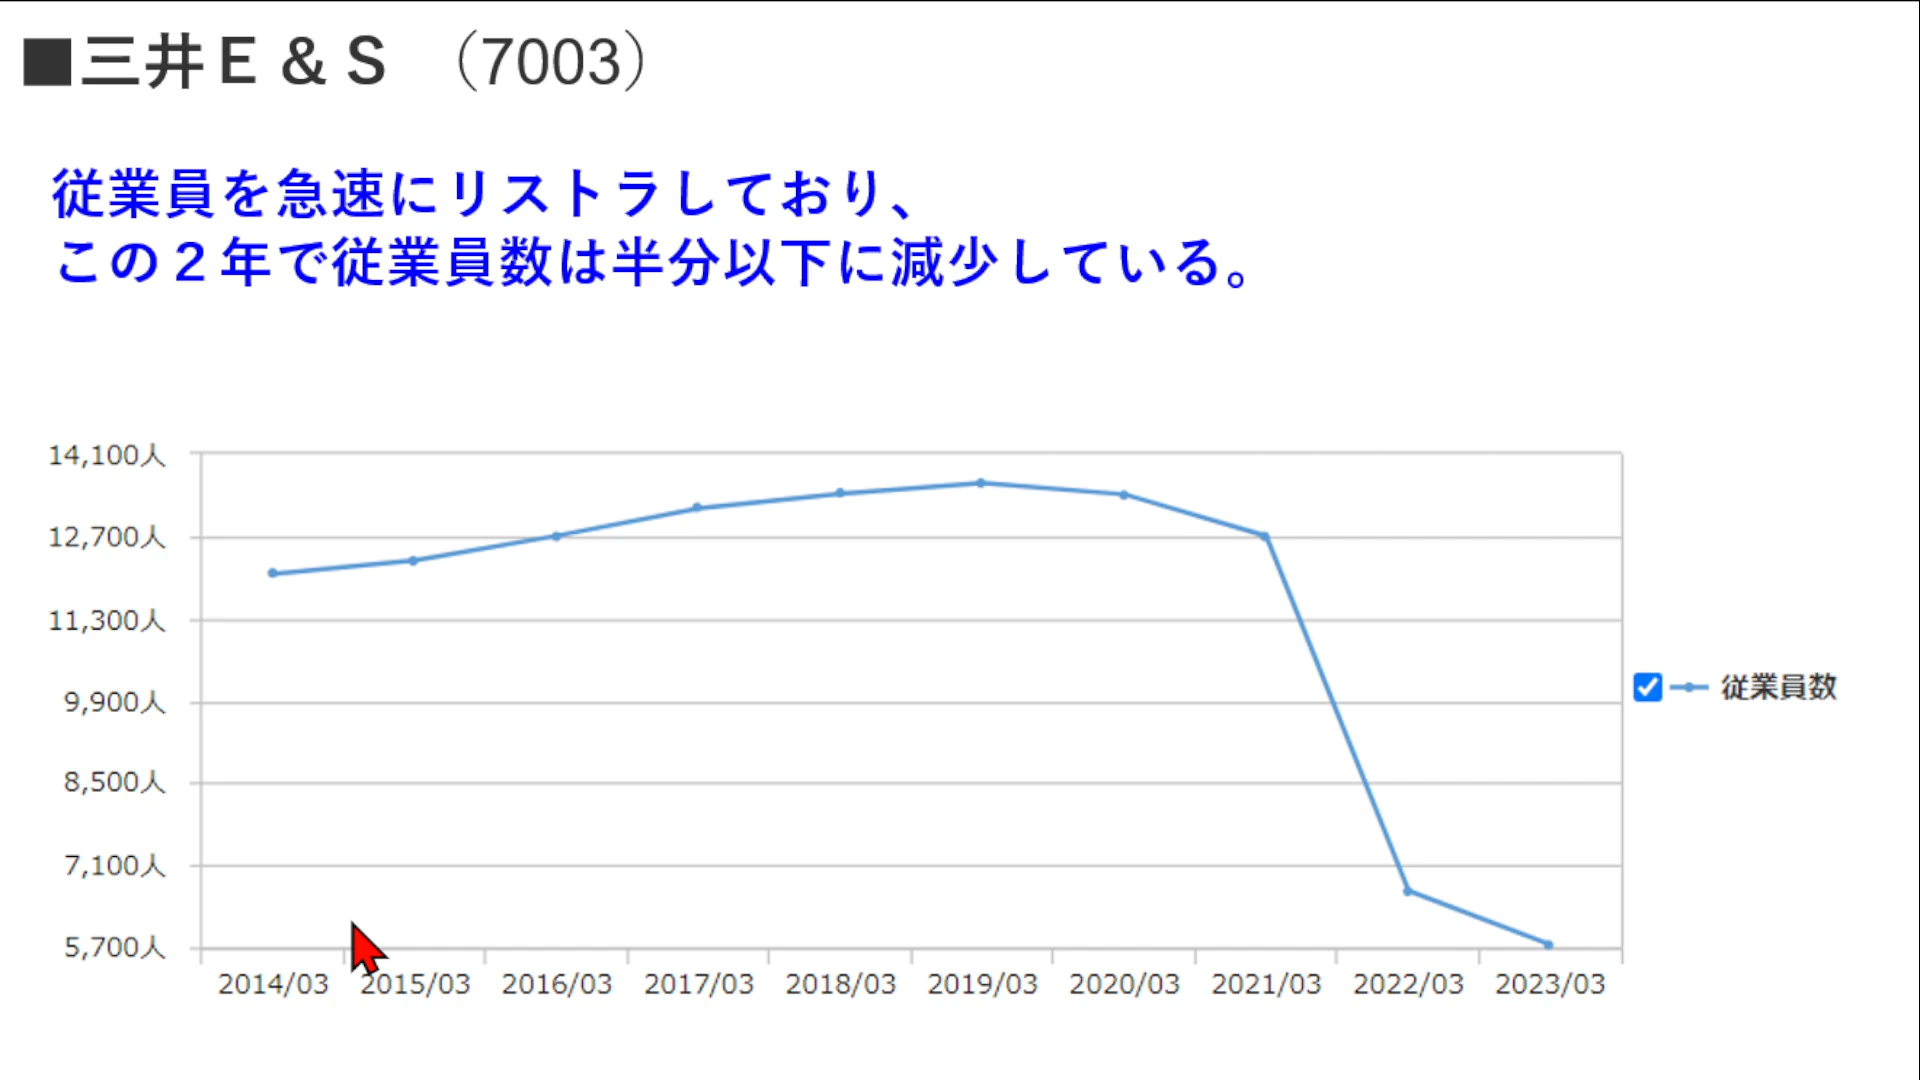 ■三井Ｅ＆Ｓ （7003）
従業員を急速にリストラしており、
この２年で従業員数は半分以下に減少している。
14,100人
12,700人
11,300人
9,900人
8,500人
7,100人
5,700人
2014/03 2015/03 2016/03 2017/03 2018/03 2019/03 2020/03 2021/03 2022/03 2023/03
従業員数